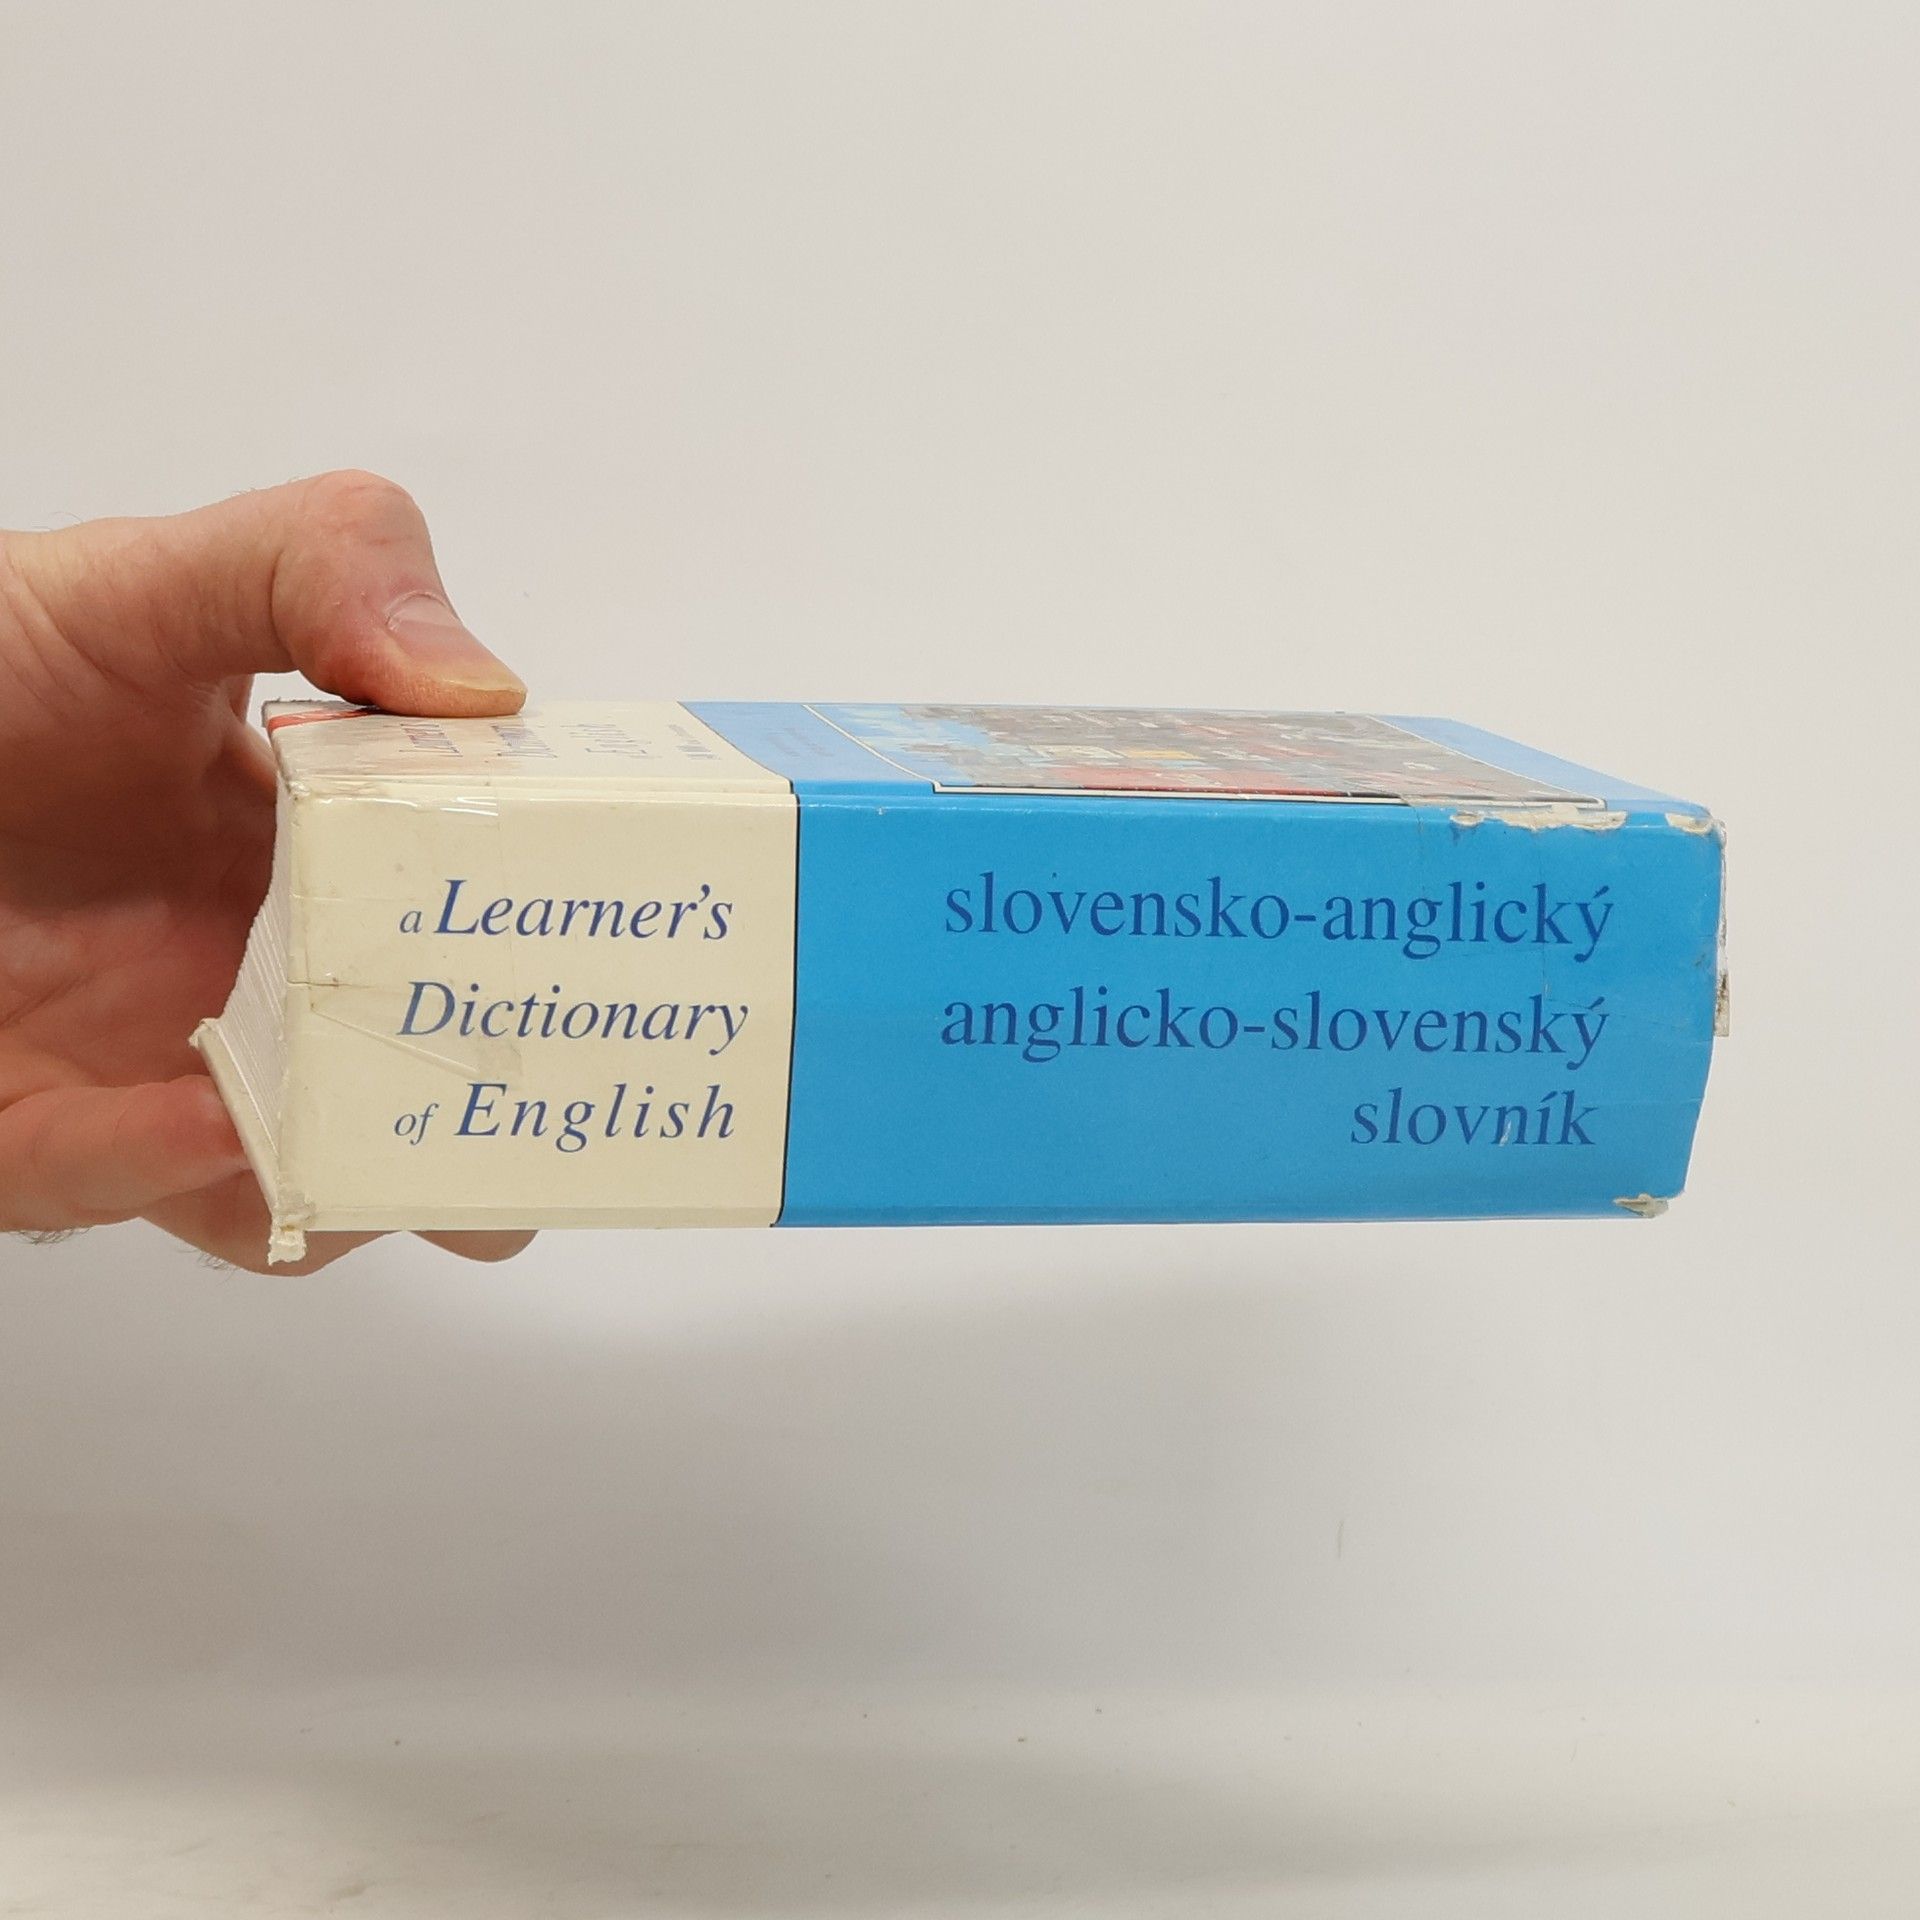 a Learner's
Dictionary
of English
slovensko-anglický
anglicko-slovenský
slovník